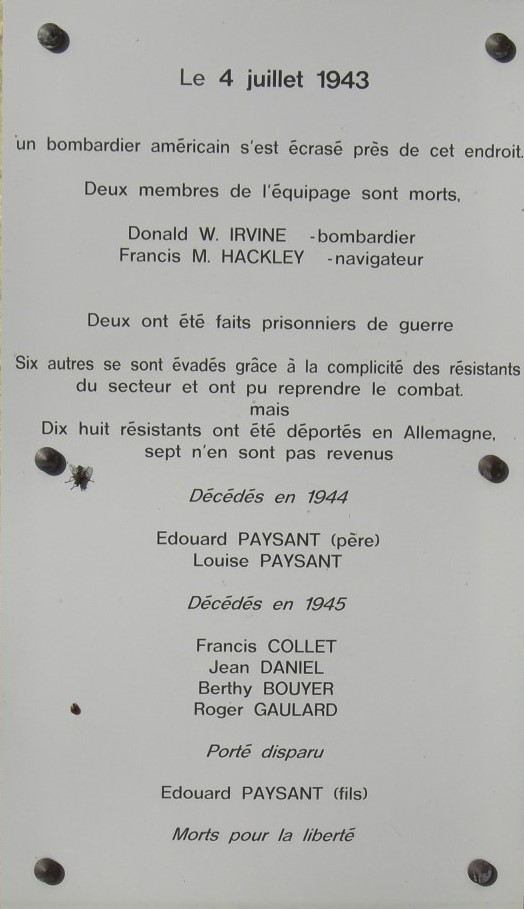 Le 4 juillet 1943
un bombardier américain s'est écrasé près de cet endroit.
Deux membres de l'équipage sont morts,
Donald W. IRVINE -bombardier
Francis M. HACKLEY -navigateur
Deux ont été faits prisonniers de guerre
Six autres se sont évadés grâce à la complicité des résistants
du secteur et ont pu reprendre le combat.
mais
Dix huit résistants ont été déportés en Allemagne,
sept n'en sont pas revenus
Décédés en 1944
Edouard PAYSANT (père)
Louise PAYSANT
Décédés en 1945
Francis COLLET
Jean DANIEL
Berthy BOUYER
Roger GAULARD
Porté disparu
Edouard PAYSANT (fils)
Morts pour la liberté